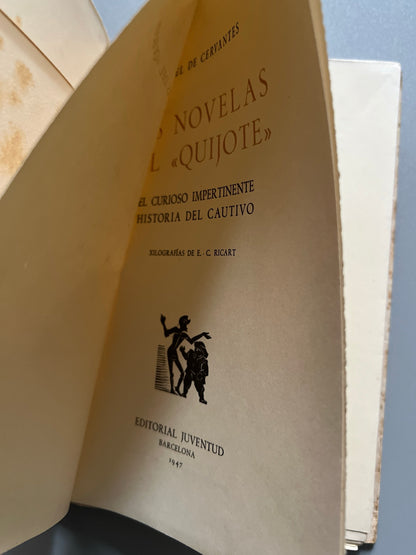 DE CERVANTES
NOVELAS
«QUIJOTE»
EL CURIOSO IMPERTINENTE
HISTORIA DEL CAUTIVO
XILOGRAFÍAS DE E.-C. RICART
EDITORIAL JUVENTUD
BARCELONA
1947